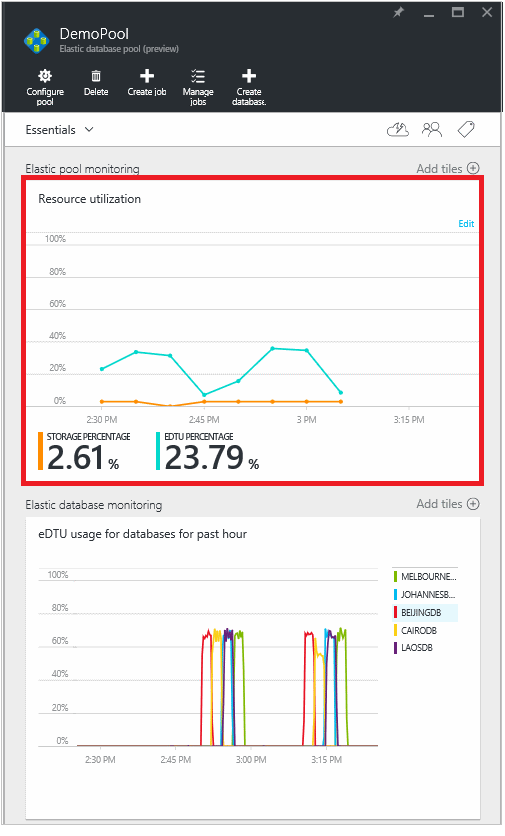 DemoPool
Elastic database pool (preview)
Configure pool
Delete
Create job
Manage jobs
Create database.
Essentials
Elastic pool monitoring
Add tiles
Resource utilization
Edit
100%
80%
60%
40%
20%
0%
2:30 PM 2:45 PM 3 PM 3:15 PM
STORAGE PERCENTAGE
2.61 %
EDTU PERCENTAGE
23.79 %
Elastic database monitoring
Add tiles
eDTU usage for databases for past hour
100%
80%
60%
40%
20%
0%
2:30 PM 2:45 PM 3:00 PM 3:15 PM
MELBOURNE...
JOHANNESB...
BEIJINGDB
CAIRODB
LAOSDB